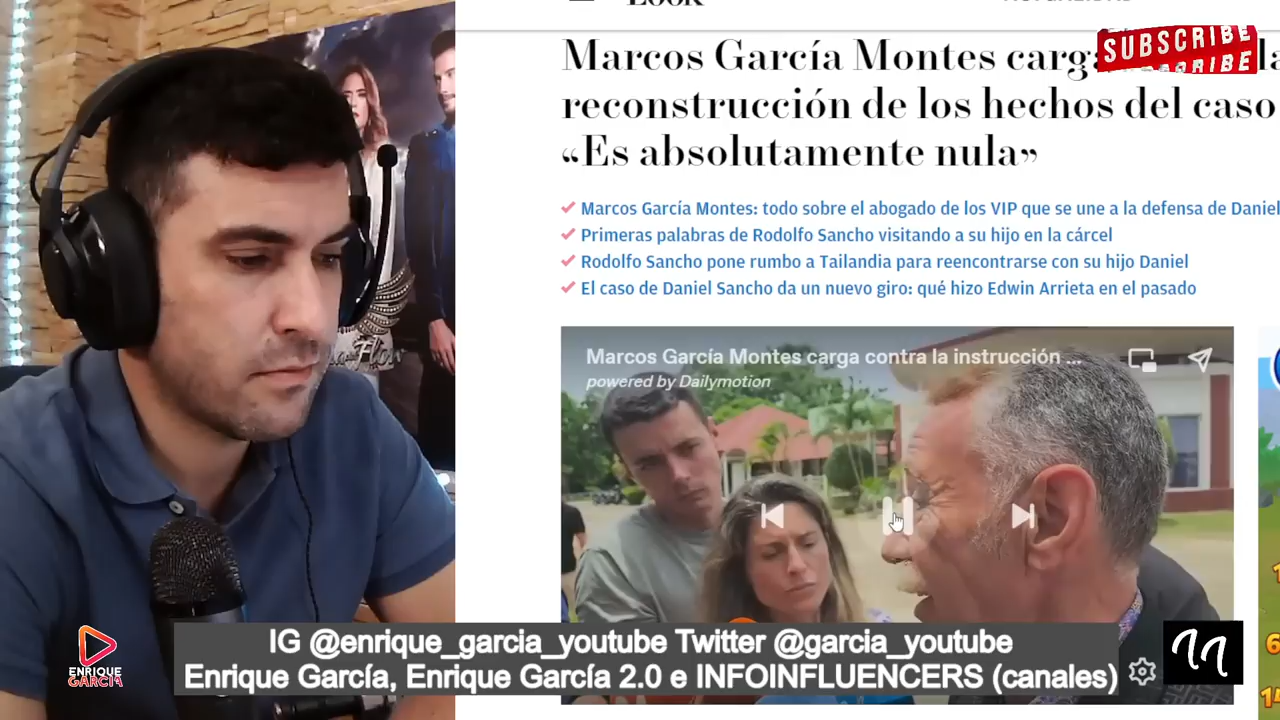 SUBSCRIBE
Marcos García Montes carg
reconstrucción de los hechos del caso
«Es absolutamente nula»
Marcos García Montes: todo sobre el abogado de los VIP que se une a la defensa de Daniel
Primeras palabras de Rodolfo Sancho visitando a su hijo en la cárcel
Rodolfo Sancho pone rumbo a Tailandia para reencontrarse con su hijo Daniel
El caso de Daniel Sancho da un nuevo giro: qué hizo Edwin Arrieta en el pasado
Marcos García Montes carga contra la instrucción ...
powered by Dailymotion
Flow
IG @enrique_garcia_youtube Twitter @garcia_youtube
Enrique García, Enrique García 2.0 e INFOINFLUENCERS (canales)
ENRIQUE
GARCIA